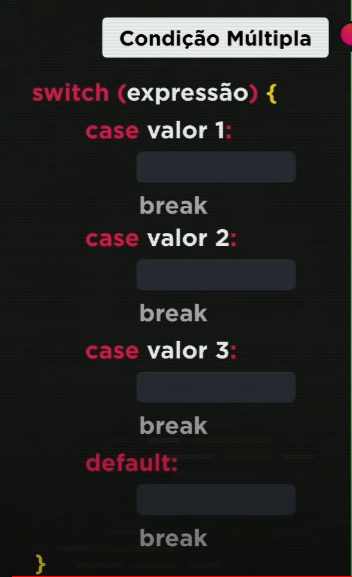 Condição Múltipla
switch (expressão) {
case valor 1:
break
case valor 2:
break
case valor 3:
break
default:
break
}